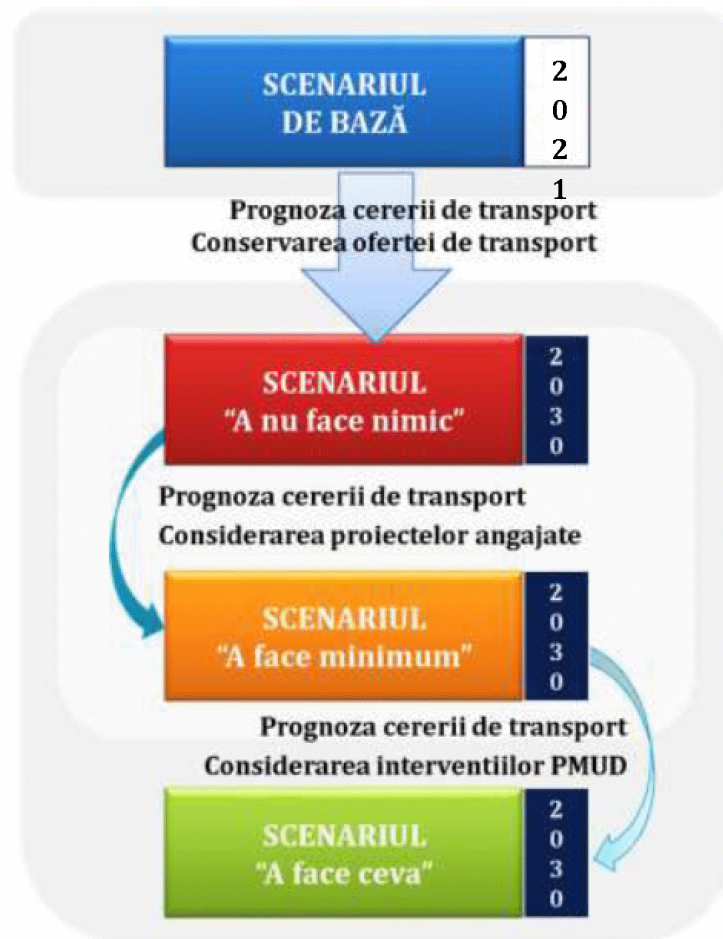 SCENARIUL
DE BAZĂ
2
0
2
1
Prognoza cererii de transport
Conservarea ofertei de transport
SCENARIUL
“A nu face nimic”
2
0
3
0
Prognoza cererii de transport
Considerarea proiectelor angajate
SCENARIUL
“A face minimum”
2
0
3
0
Prognoza cererii de transport
Considerarea interventiilor PMUD
SCENARIUL
“A face ceva”
2
0
3
0